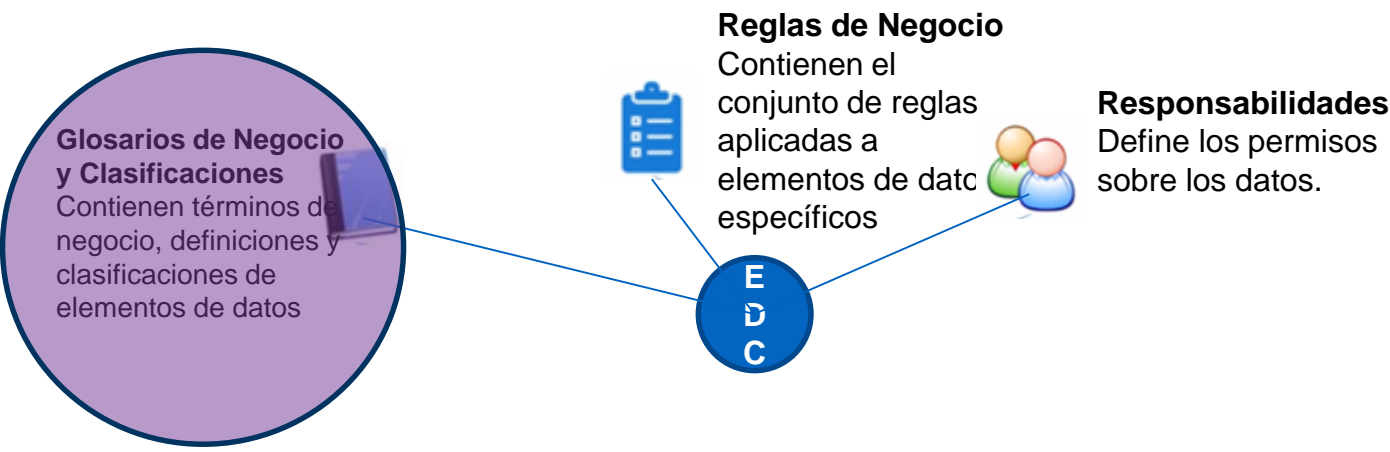 Glosarios de Negocio
y Clasificaciones
Contienen términos de
negocio, definiciones y
clasificaciones de
elementos de datos
Reglas de Negocio
Contienen el
conjunto de reglas
aplicadas a
elementos de dato
específicos
Responsabilidades
Define los permisos
sobre los datos.
E
D
C